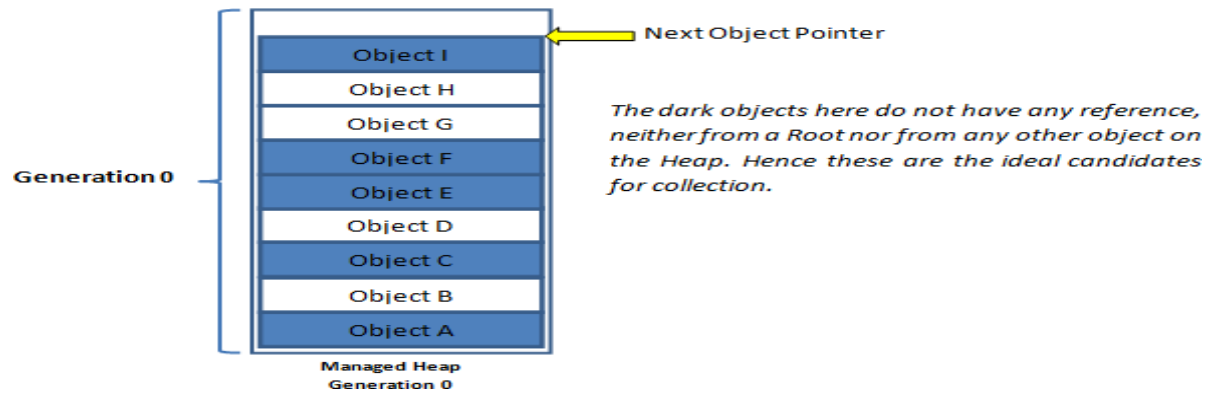 Next Object Pointer
Object I
Object H
Object G
Object F
Object E
Object D
Object C
Object B
Object A
The dark objects here do not have any reference,
neither from a Root nor from any other object on
the Heap. Hence these are the ideal candidates
for collection.
Generation 0
Managed Heap
Generation 0